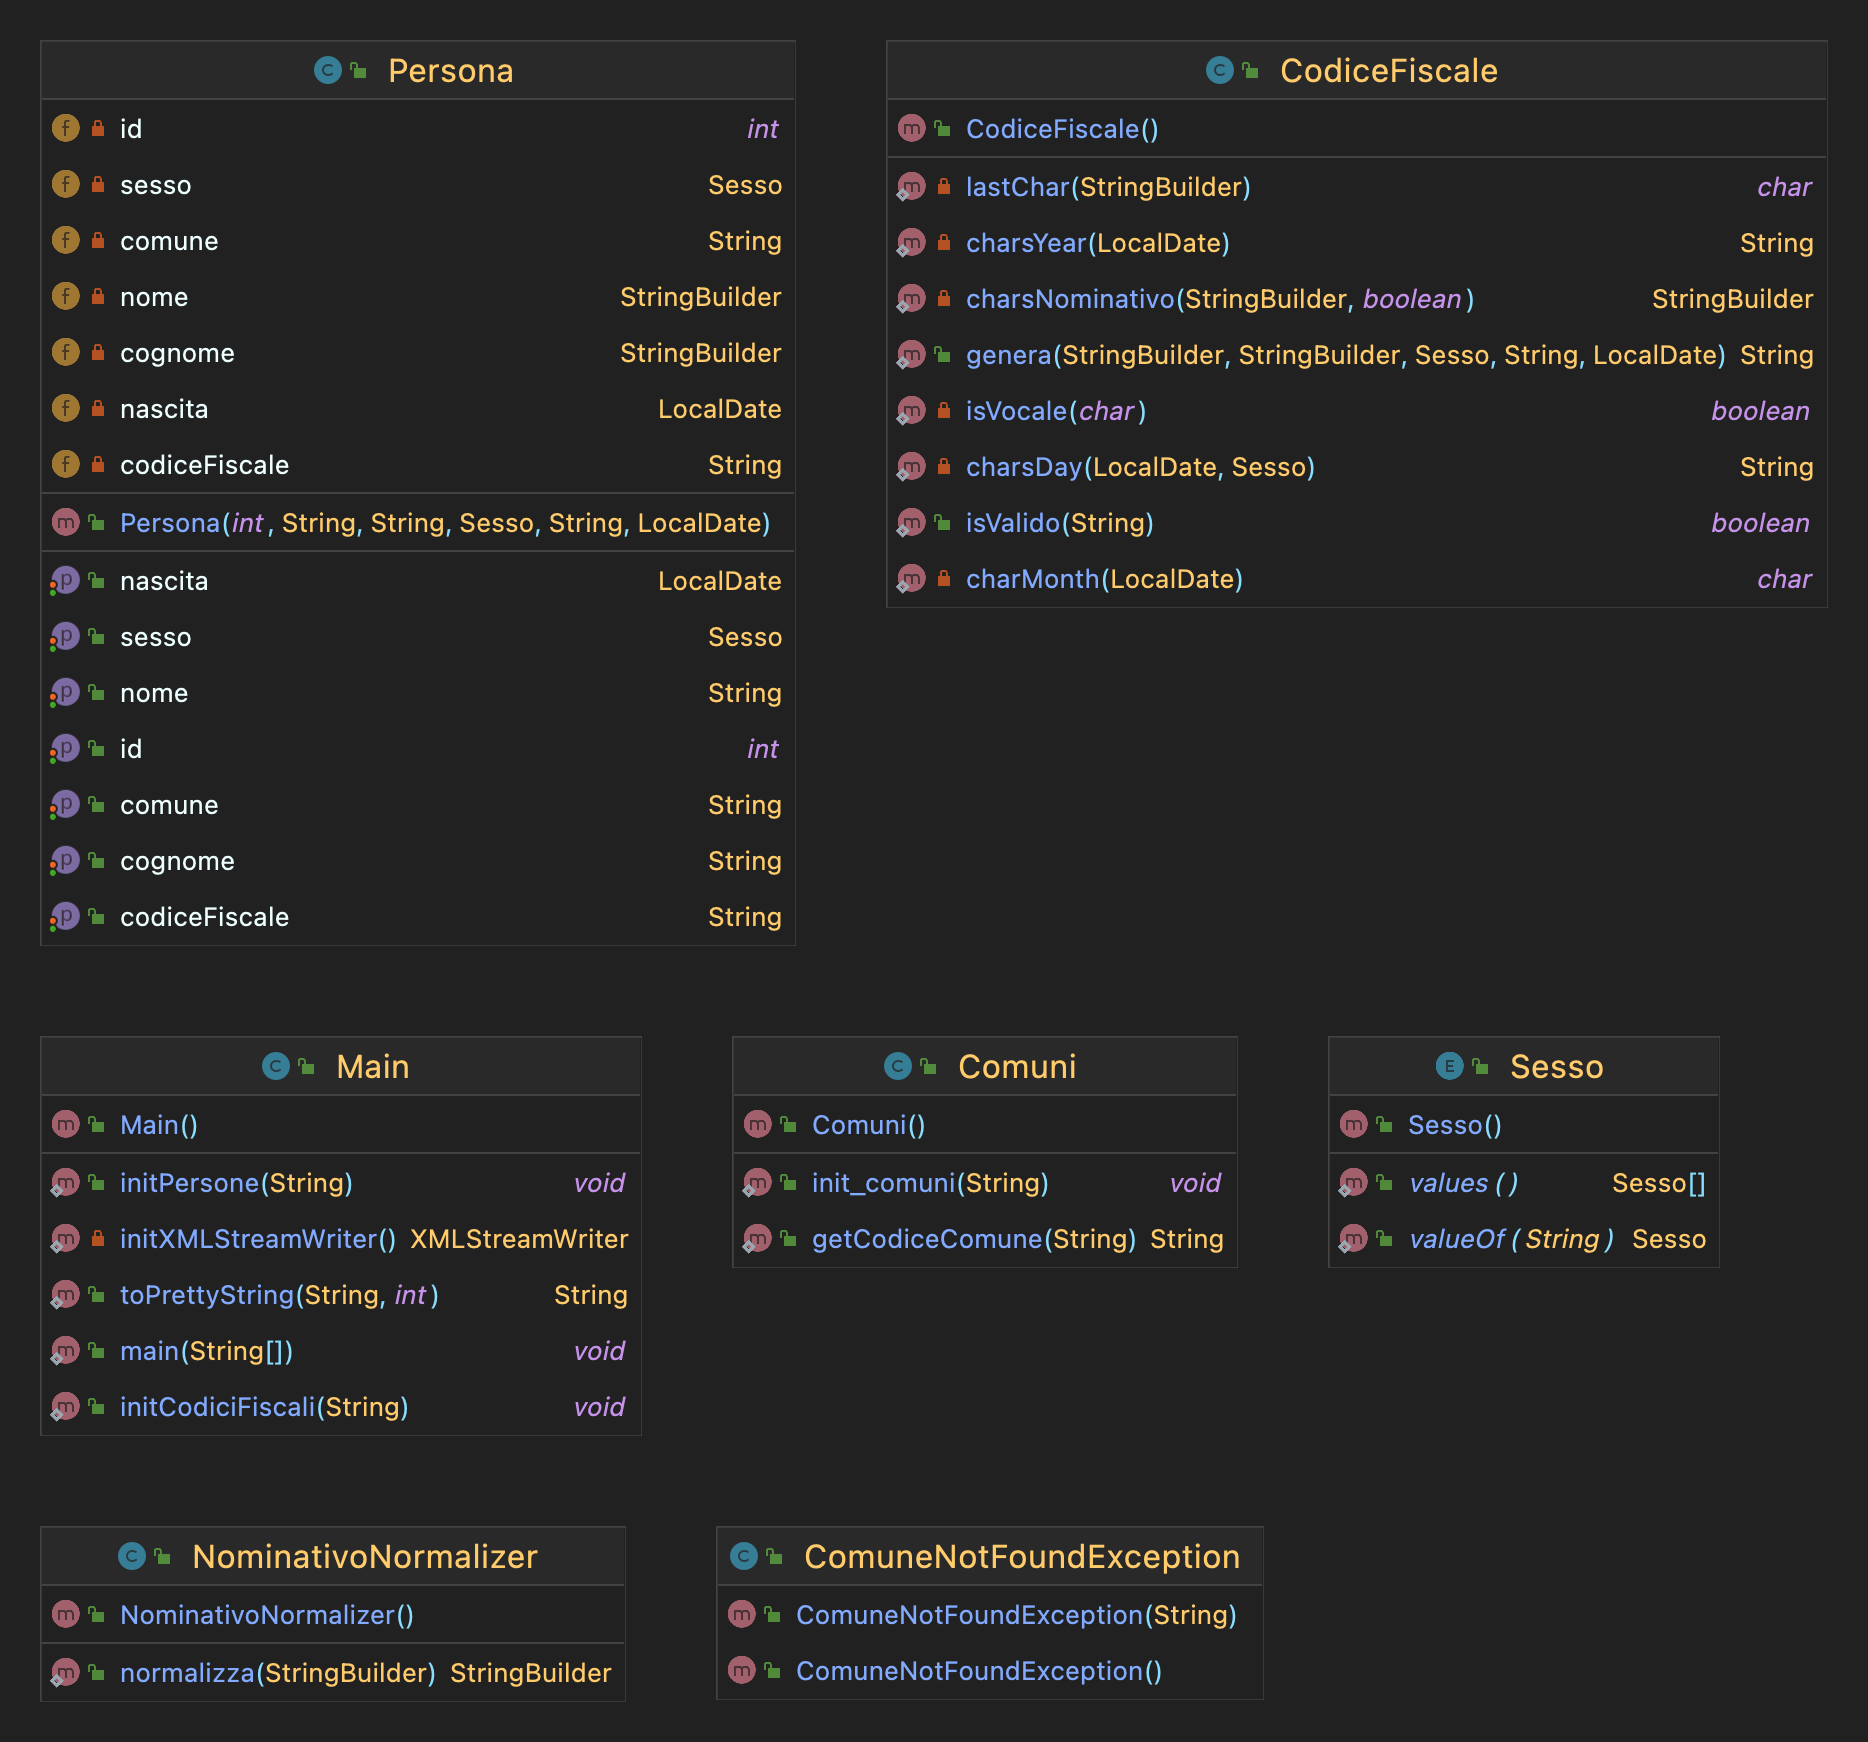 Persona
id int
sesso Sesso
comune String
nome StringBuilder
cognome StringBuilder
nascita LocalDate
codiceFiscale String
Persona(int, String, String, Sesso, String, LocalDate)
nascita LocalDate
sesso Sesso
nome String
id int
comune String
cognome String
codiceFiscale String
CodiceFiscale
CodiceFiscale()
lastChar(StringBuilder) char
charsYear(LocalDate) String
charsNominativo(StringBuilder, boolean) StringBuilder
genera(StringBuilder, StringBuilder, Sesso, String, LocalDate) String
isVocale(char) boolean
charsDay(LocalDate, Sesso) String
isValido(String) boolean
charMonth(LocalDate) char
Main
Main()
initPersone(String) void
initXMLStreamWriter() XMLStreamWriter
toPrettyString(String, int) String
main(String[]) void
initCodiciFiscali(String) void
Comuni
Comuni()
init_comuni(String) void
getCodiceComune(String) String
Sesso
Sesso()
values() Sesso[]
valueOf(String) Sesso
NominativoNormalizer
NominativoNormalizer()
normalizza(StringBuilder) StringBuilder
ComuneNotFoundException
ComuneNotFoundException(String)
ComuneNotFoundException()